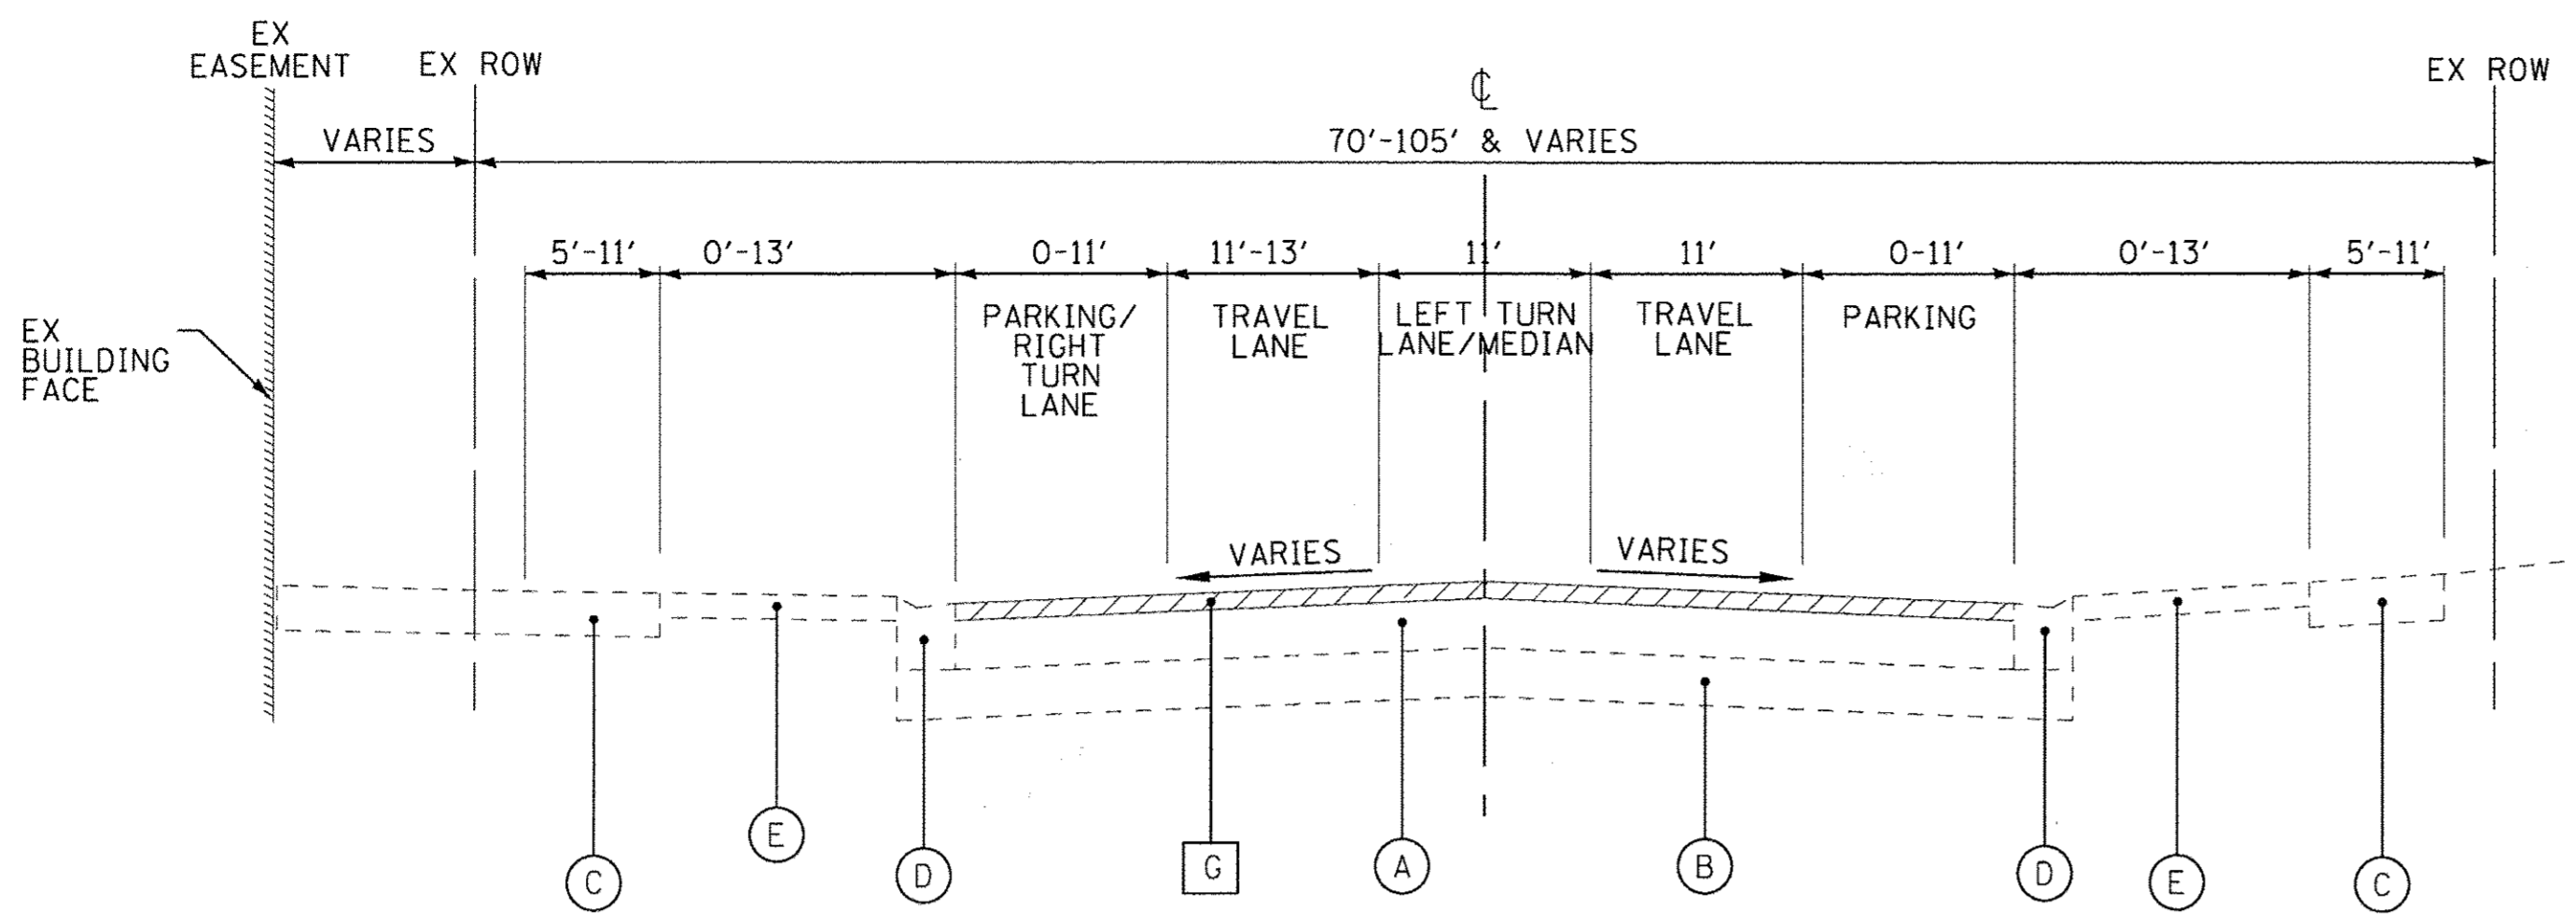 EX
EASEMENT
EX ROW
℄
EX ROW
VARIES
70'-105' & VARIES
5'-11'
0'-13'
0-11'
11'-13'
11'
11'
0-11'
0'-13'
5'-11'
PARKING/
RIGHT
TURN
LANE
TRAVEL
LANE
LEFT TURN
LANE/MEDIAN
TRAVEL
LANE
PARKING
EX
BUILDING
FACE
VARIES
VARIES
C
E
D
G
A
B
D
E
C